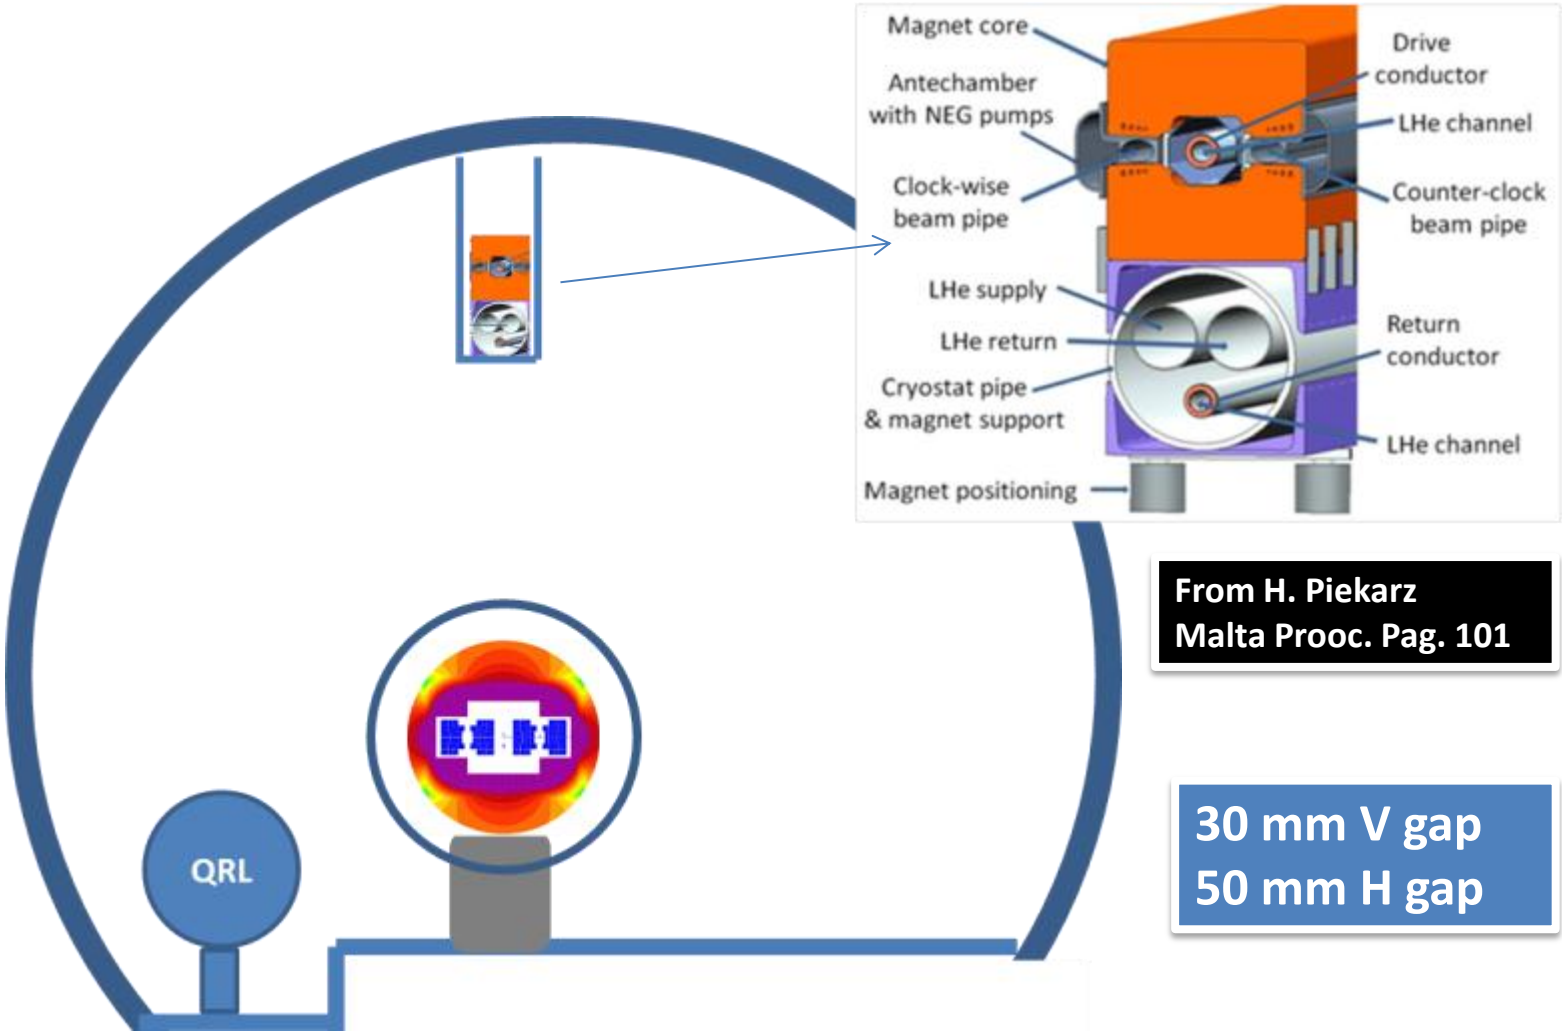 Magnet core
Antechamber
with NEG pumps
Clock-wise
beam pipe
LHe supply
LHe return
Cryostat pipe
& magnet support
Magnet positioning
Drive
conductor
LHe channel
Counter-clock
beam pipe
Return
conductor
LHe channel
From H. Piekarz
Malta Prooc. Pag. 101
30 mm V gap
50 mm H gap
QRL